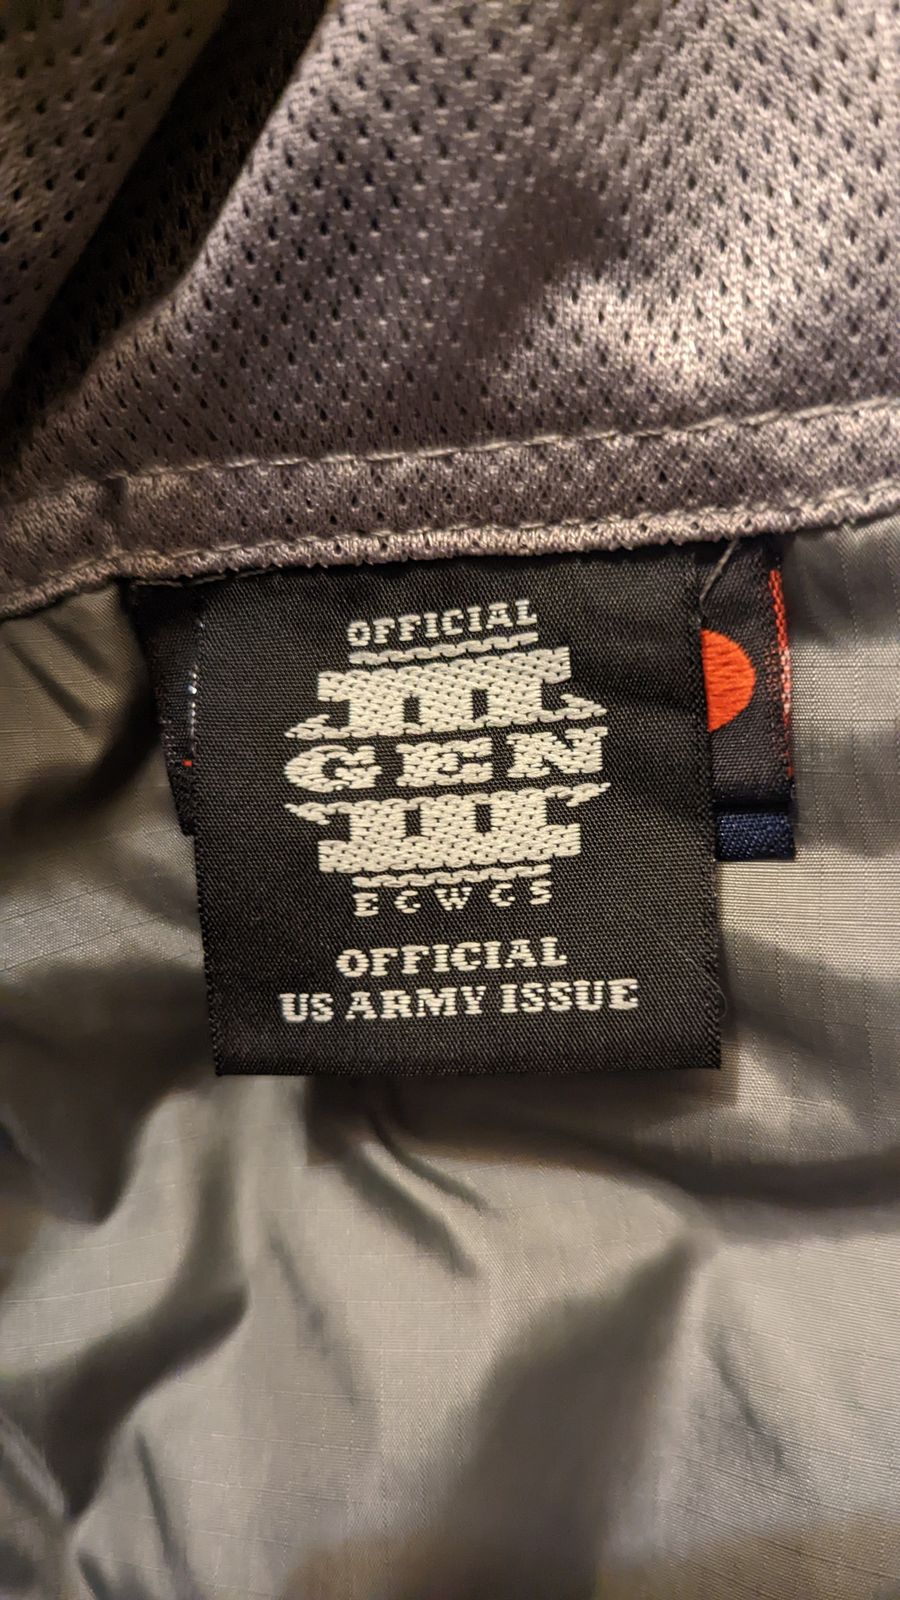 OFFICIAL
III
GEN
III
ECWCS
OFFICIAL
US ARMY ISSUE